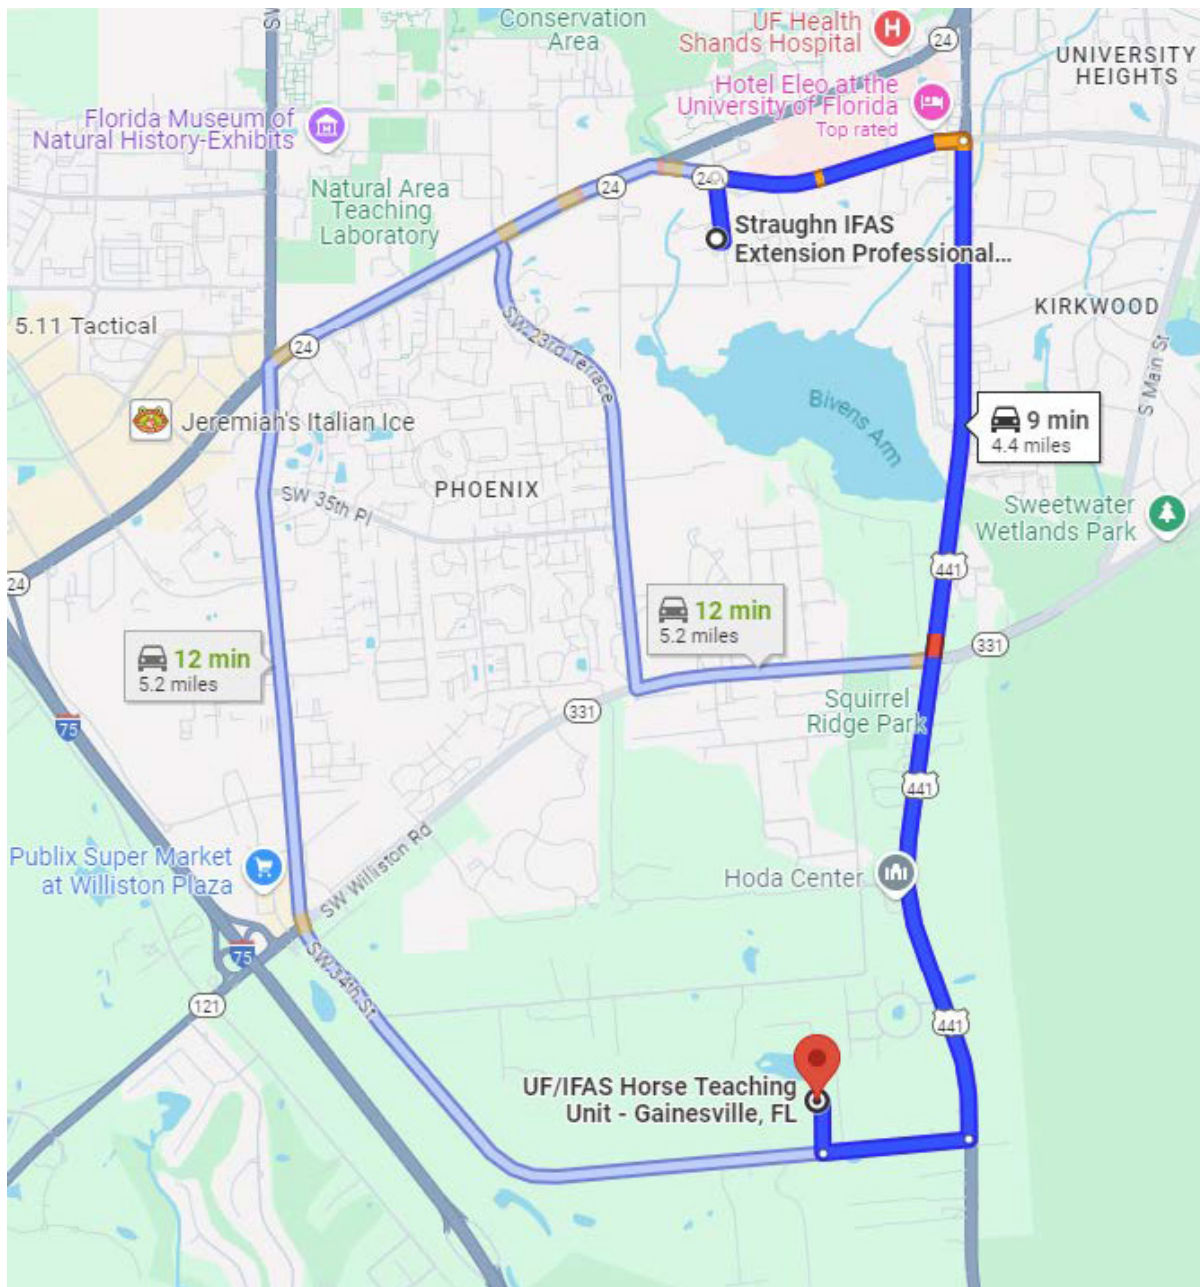 SW
Conservation
Area
UF Health
Shands Hospital
H
24
UNIVERSITY
HEIGHTS
Hotel Eleo at the
University of Florida
Top rated
Florida Museum of
Natural History-Exhibits
Natural Area
Teaching
Laboratory
24
24
Straughn IFAS
Extension Professional...
5.11 Tactical
24
SW 23rd Terrace
KIRKWOOD
S Main St
Bivens Arm
Jeremiah's Italian Ice
9 min
4.4 miles
PHOENIX
SW 35th Pl
Sweetwater
Wetlands Park
441
24
12 min
5.2 miles
12 min
5.2 miles
331
Squirrel
Ridge Park
331
75
441
SW Williston Rd
Publix Super Market
at Williston Plaza
Hoda Center
75
SW 34th St
121
441
UF/IFAS Horse Teaching
Unit - Gainesville, FL